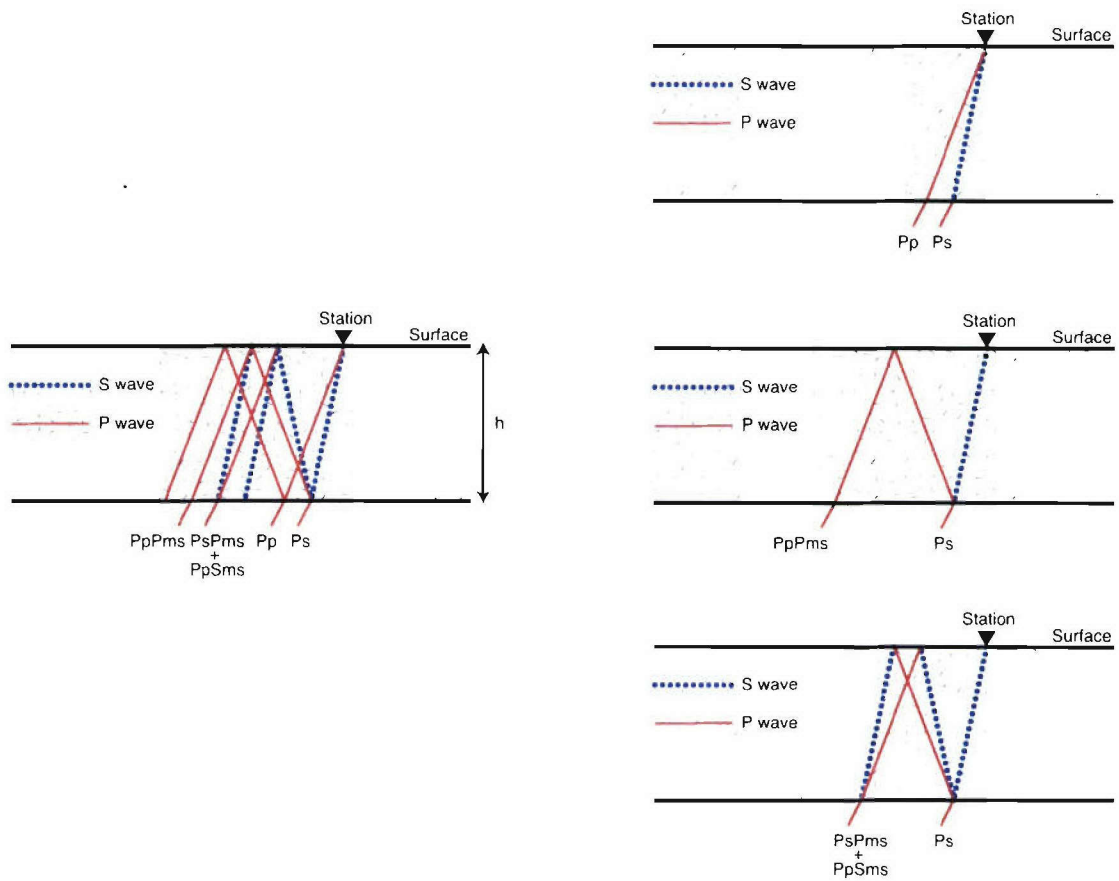 Station
Surface
S wave
P wave
h
PpPms PsPms Pp Ps
+
PpSms
Station
Surface
S wave
P wave
Pp Ps
Station
Surface
S wave
P wave
PpPms Ps
Station
Surface
S wave
P wave
PsPms Ps
+
PpSms